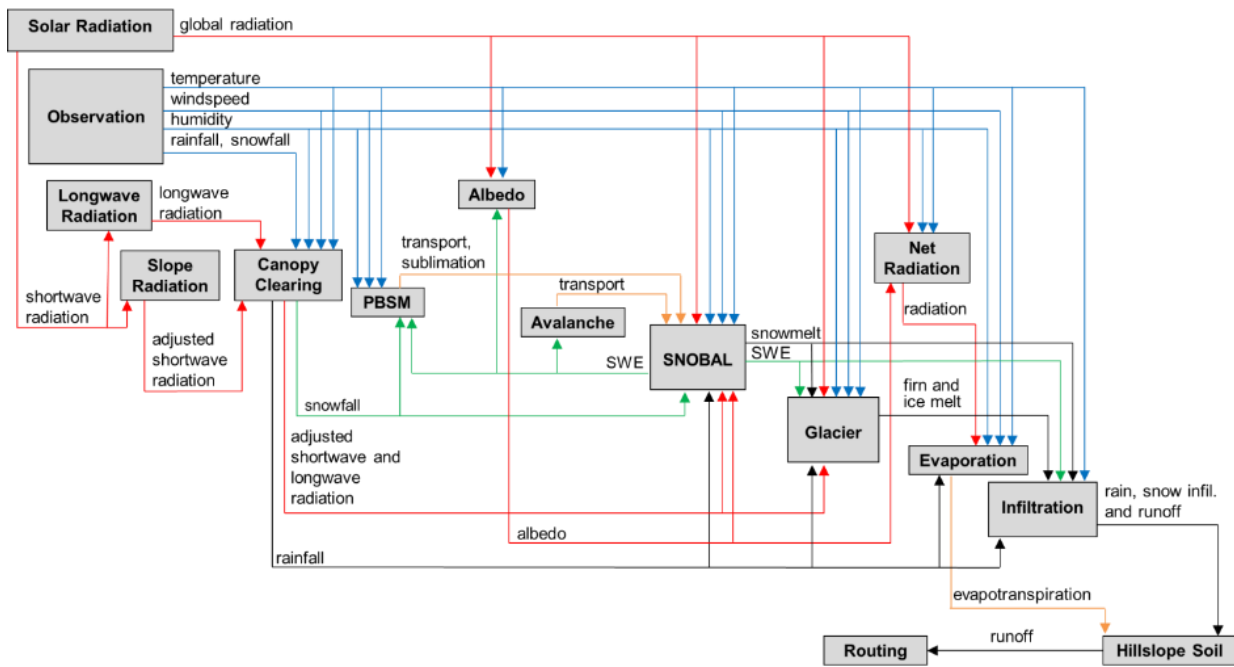 Solar Radiation
global radiation
temperature
windspeed
Observation
humidity
rainfall, snowfall
Longwave
Radiation
longwave
radiation
Albedo
Slope
Radiation
Canopy
Clearing
transport,
sublimation
Net
Radiation
shortwave
radiation
PBSM
transport
Avalanche
radiation
adjusted
shortwave
radiation
SWE
SNOBAL
snowmelt
SWE
firn and
ice melt
snowfall
Glacier
adjusted
shortwave and
longwave
radiation
Evaporation
Infiltration
rain, snow infil.
and runoff
albedo
rainfall
evapotranspiration
Routing
runoff
Hillslope Soil